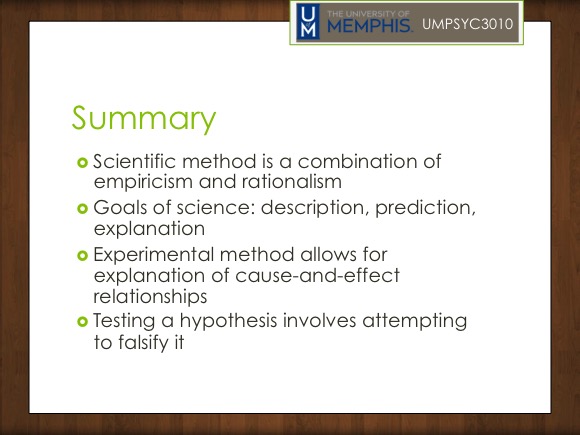 UM
THE UNIVERSITY OF
MEMPHIS.
UMPSYC3010
Summary
Scientific method is a combination of
empiricism and rationalism
Goals of science: description, prediction,
explanation
Experimental method allows for
explanation of cause-and-effect
relationships
Testing a hypothesis involves attempting
to falsify it